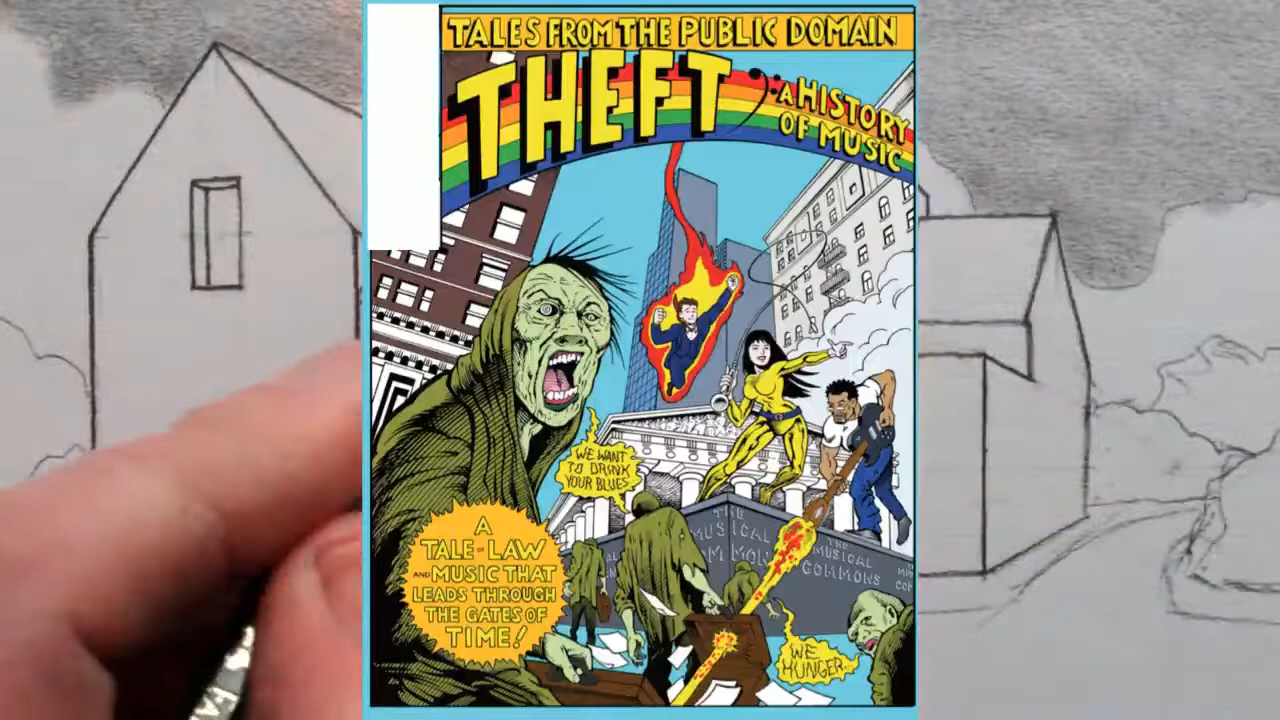 TALES FROM THE PUBLIC DOMAIN
THEFT
A HISTORY
OF MUSIC
WE WANT
TO DRINK
YOUR BLUES
A
TALE OF LAW
AND MUSIC THAT
LEADS THROUGH
THE GATES OF
TIME!
THE
MUSICAL
COMMONS
THE
MUSICAL
COMMONS
WE
HUNGER